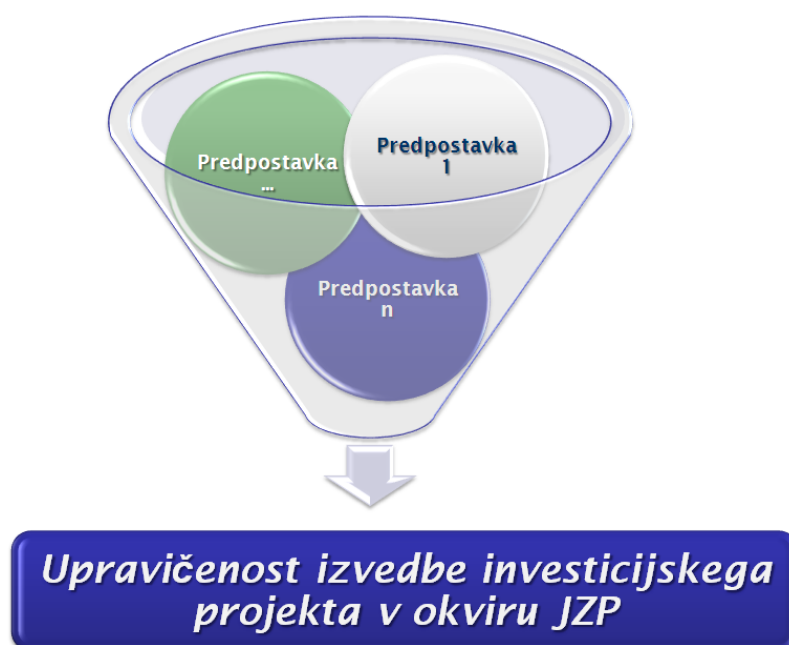 Predpostavka
...
Predpostavka
1
Predpostavka
n
Upravičenost izvedbe investicijskega
projekta v okviru JZP